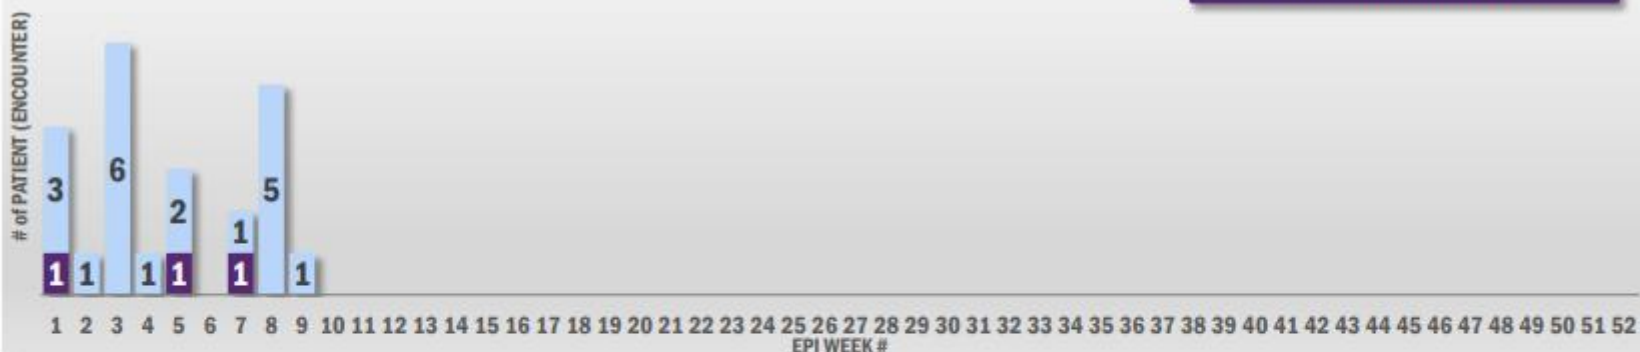 # of PATIENT (ENCOUNTER)
6
3 2 1 5
1 1 1 1 1 1
1 2 3 4 5 6 7 8 9 10 11 12 13 14 15 16 17 18 19 20 21 22 23 24 25 26 27 28 29 30 31 32 33 34 35 36 37 38 39 40 41 42 43 44 45 46 47 48 49 50 51 52
EPI WEEK #